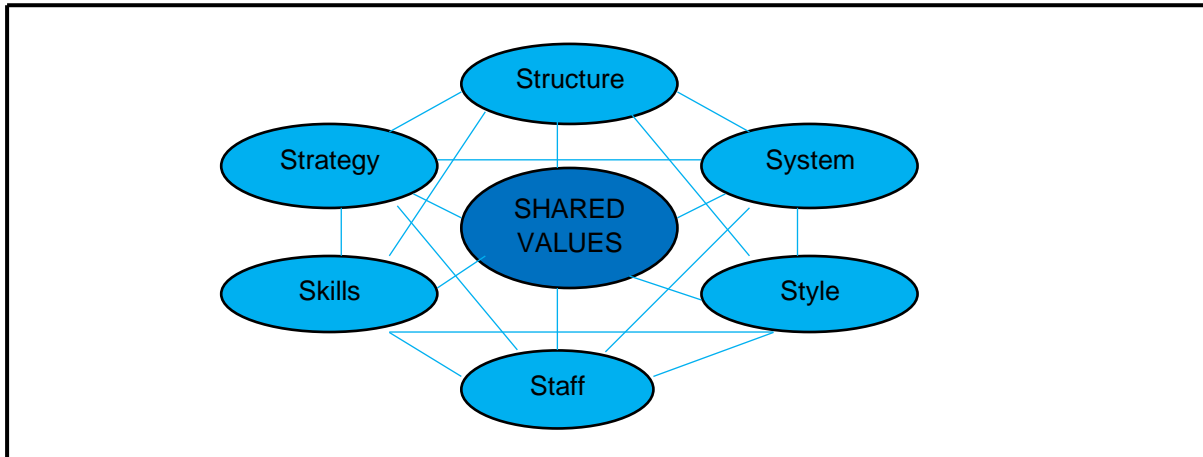 Structure
Strategy
System
SHARED
VALUES
Skills
Style
Staff